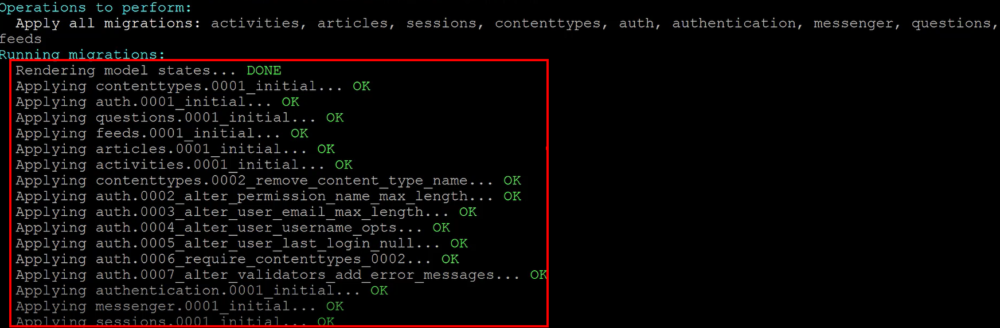 Operations to perform:
Apply all migrations: activities, articles, sessions, contenttypes, auth, authentication, messenger, questions,
feeds
Running migrations:
Rendering model states... DONE
Applying contenttypes.0001_initial... OK
Applying auth.0001_initial... OK
Applying questions.0001_initial... OK
Applying feeds.0001_initial... OK
Applying articles.0001_initial... OK
Applying activities.0001_initial... OK
Applying contenttypes.0002_remove_content_type_name... OK
Applying auth.0002_alter_permission_name_max_length... OK
Applying auth.0003_alter_user_email_max_length... OK
Applying auth.0004_alter_user_username_opts... OK
Applying auth.0005_alter_user_last_login_null... OK
Applying auth.0006_require_contenttypes_0002... OK
Applying auth.0007_alter_validators_add_error_messages... OK
Applying authentication.0001_initial... OK
Applying messenger.0001_initial... OK
Applying sessions.0001_initial... OK